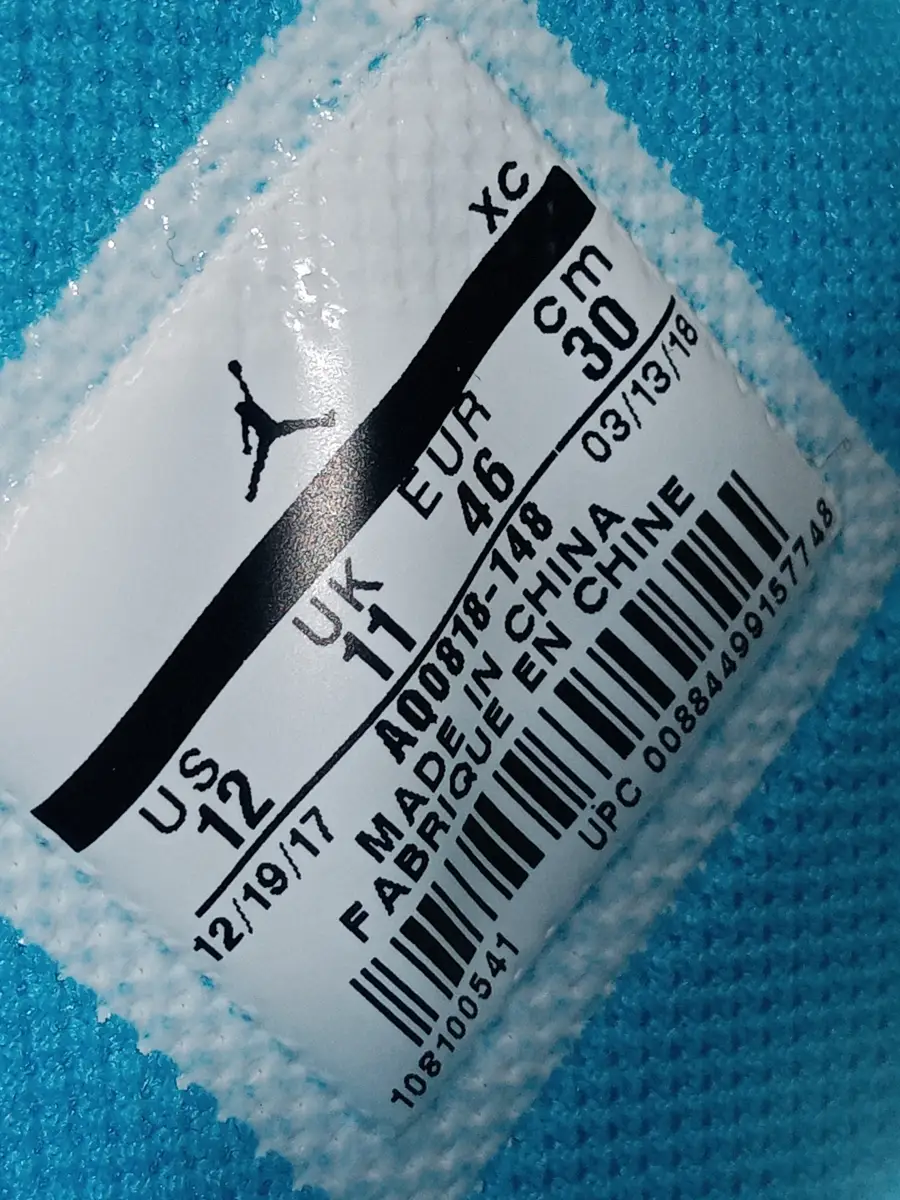 XC
US UK EUR cm
12 11 46 30
12/19/17 AQ0818-148 03/13/18
MADE IN CHINA
FABRIQUE EN CHINE
108100541 UPC 00884499157748